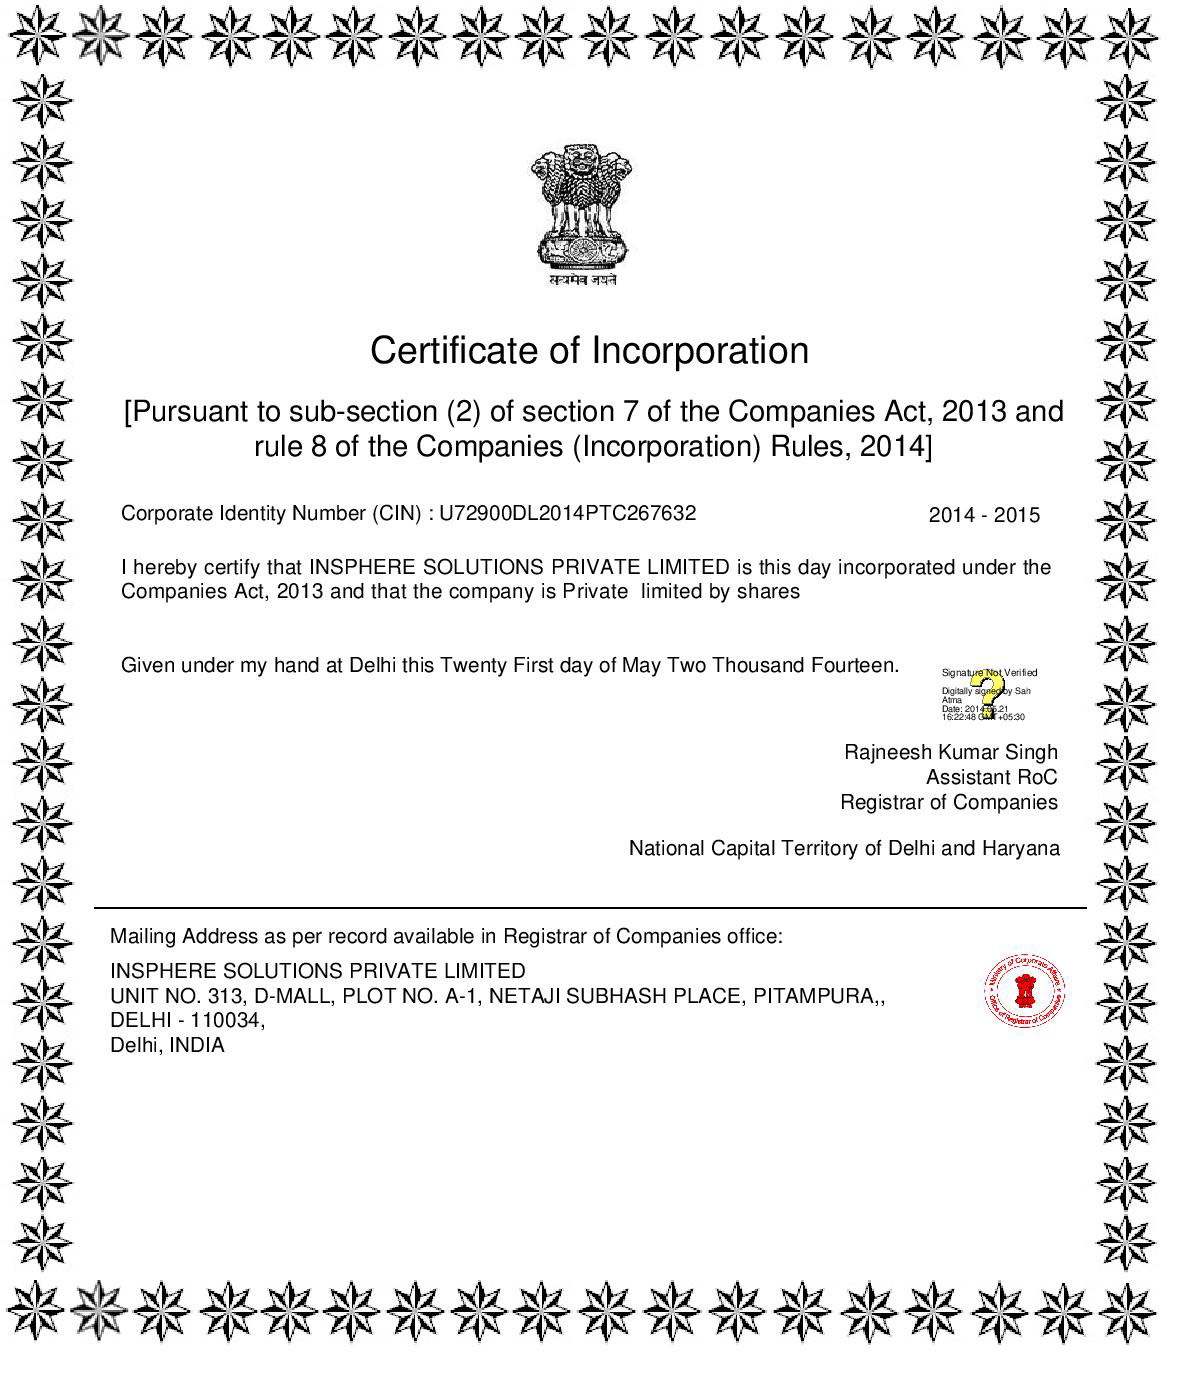 सत्यमेव जयते
Certificate of Incorporation
[Pursuant to sub-section (2) of section 7 of the Companies Act, 2013 and
rule 8 of the Companies (Incorporation) Rules, 2014]
Corporate Identity Number (CIN) : U72900DL2014PTC267632 2014 - 2015
I hereby certify that INSPHERE SOLUTIONS PRIVATE LIMITED is this day incorporated under the
Companies Act, 2013 and that the company is Private limited by shares
Given under my hand at Delhi this Twenty First day of May Two Thousand Fourteen.
Signature Not Verified
Digitally signed by Sah
Atma
Date: 2014.05.21
16:22:48 GMT+05:30
Rajneesh Kumar Singh
Assistant RoC
Registrar of Companies
National Capital Territory of Delhi and Haryana
Mailing Address as per record available in Registrar of Companies office:
INSPHERE SOLUTIONS PRIVATE LIMITED
UNIT NO. 313, D-MALL, PLOT NO. A-1, NETAJI SUBHASH PLACE, PITAMPURA,,
DELHI - 110034,
Delhi, INDIA
Ministry of Corporate Affairs
Office of Registrar of Companies